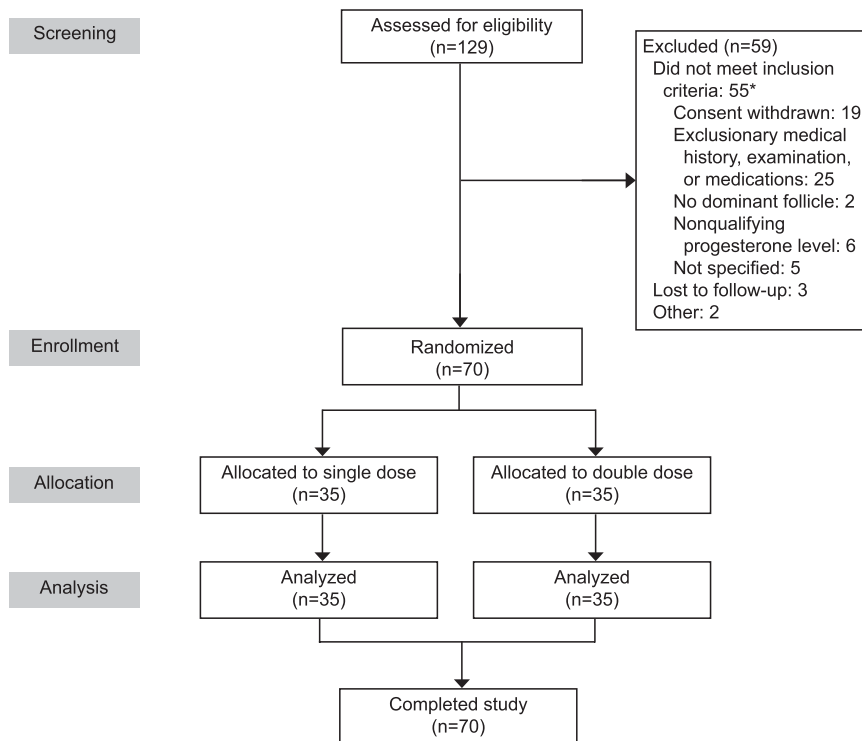 Screening
Assessed for eligibility
(n=129)
Excluded (n=59)
Did not meet inclusion
criteria: 55*
Consent withdrawn: 19
Exclusionary medical
history, examination,
or medications: 25
No dominant follicle: 2
Nonqualifying
progesterone level: 6
Not specified: 5
Lost to follow-up: 3
Other: 2
Enrollment
Randomized
(n=70)
Allocation
Allocated to single dose
(n=35)
Allocated to double dose
(n=35)
Analysis
Analyzed
(n=35)
Analyzed
(n=35)
Completed study
(n=70)